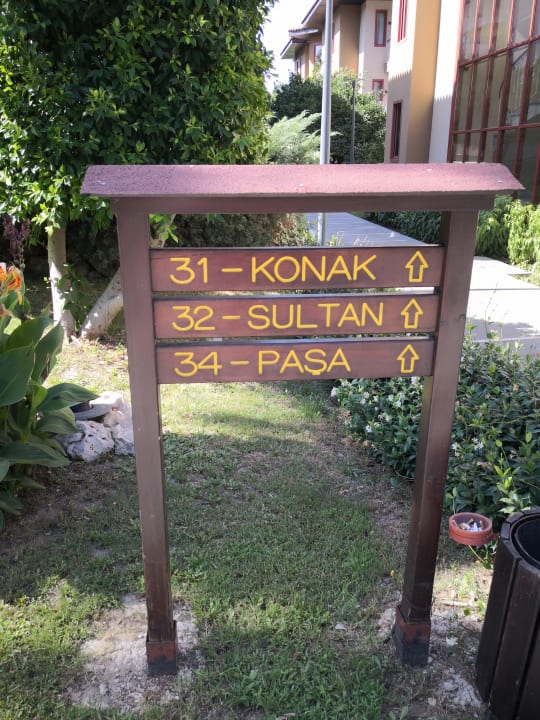 31 – KONAK ⇧
32 – SULTAN ⇧
34 – PAŞA ⇧